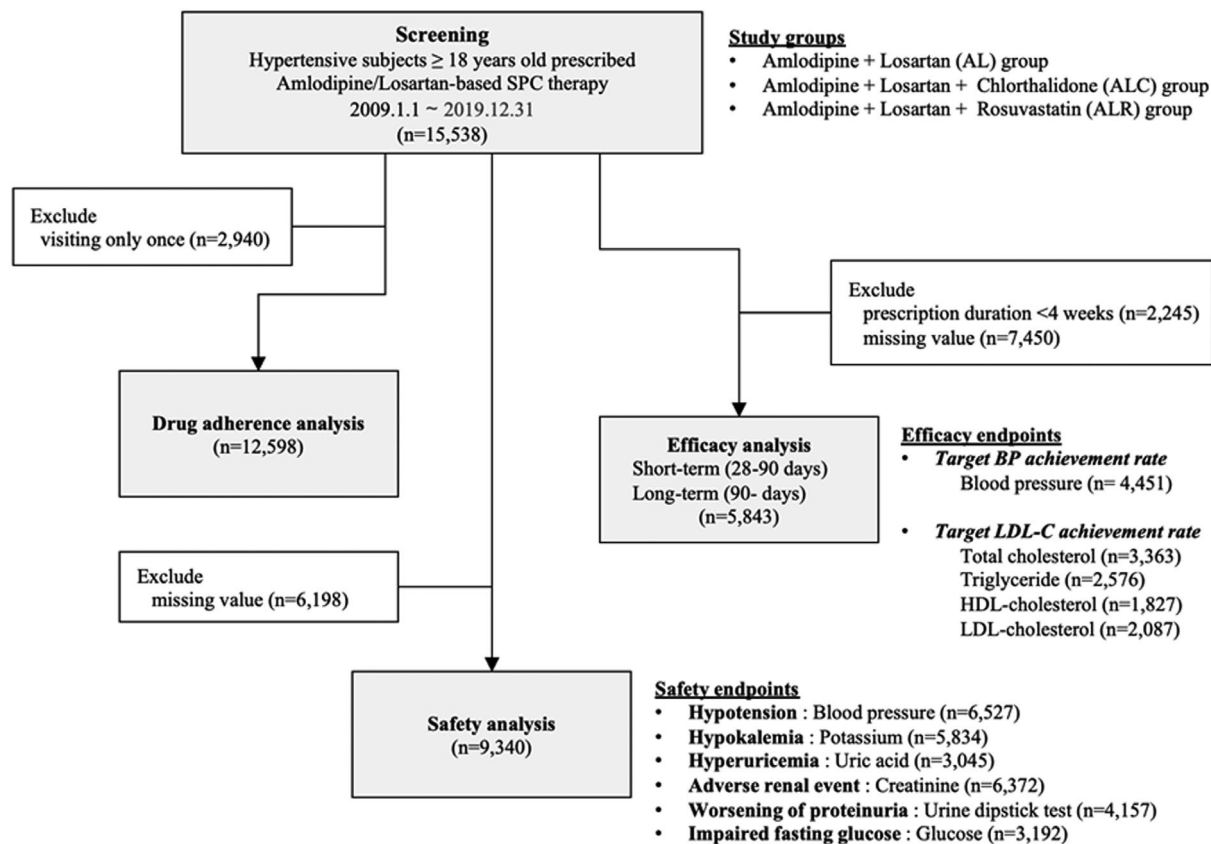 Screening
Hypertensive subjects ≥ 18 years old prescribed
Amlodipine/Losartan-based SPC therapy
2009.1.1 ~ 2019.12.31
(n=15,538)
Study groups
• Amlodipine + Losartan (AL) group
• Amlodipine + Losartan + Chlorthalidone (ALC) group
• Amlodipine + Losartan + Rosuvastatin (ALR) group
Exclude
visiting only once (n=2,940)
Exclude
prescription duration <4 weeks (n=2,245)
missing value (n=7,450)
Drug adherence analysis
(n=12,598)
Efficacy analysis
Short-term (28-90 days)
Long-term (90- days)
(n=5,843)
Efficacy endpoints
• Target BP achievement rate
Blood pressure (n= 4,451)
• Target LDL-C achievement rate
Total cholesterol (n=3,363)
Triglyceride (n=2,576)
HDL-cholesterol (n=1,827)
LDL-cholesterol (n=2,087)
Exclude
missing value (n=6,198)
Safety analysis
(n=9,340)
Safety endpoints
• Hypotension : Blood pressure (n=6,527)
• Hypokalemia : Potassium (n=5,834)
• Hyperuricemia : Uric acid (n=3,045)
• Adverse renal event : Creatinine (n=6,372)
• Worsening of proteinuria : Urine dipstick test (n=4,157)
• Impaired fasting glucose : Glucose (n=3,192)